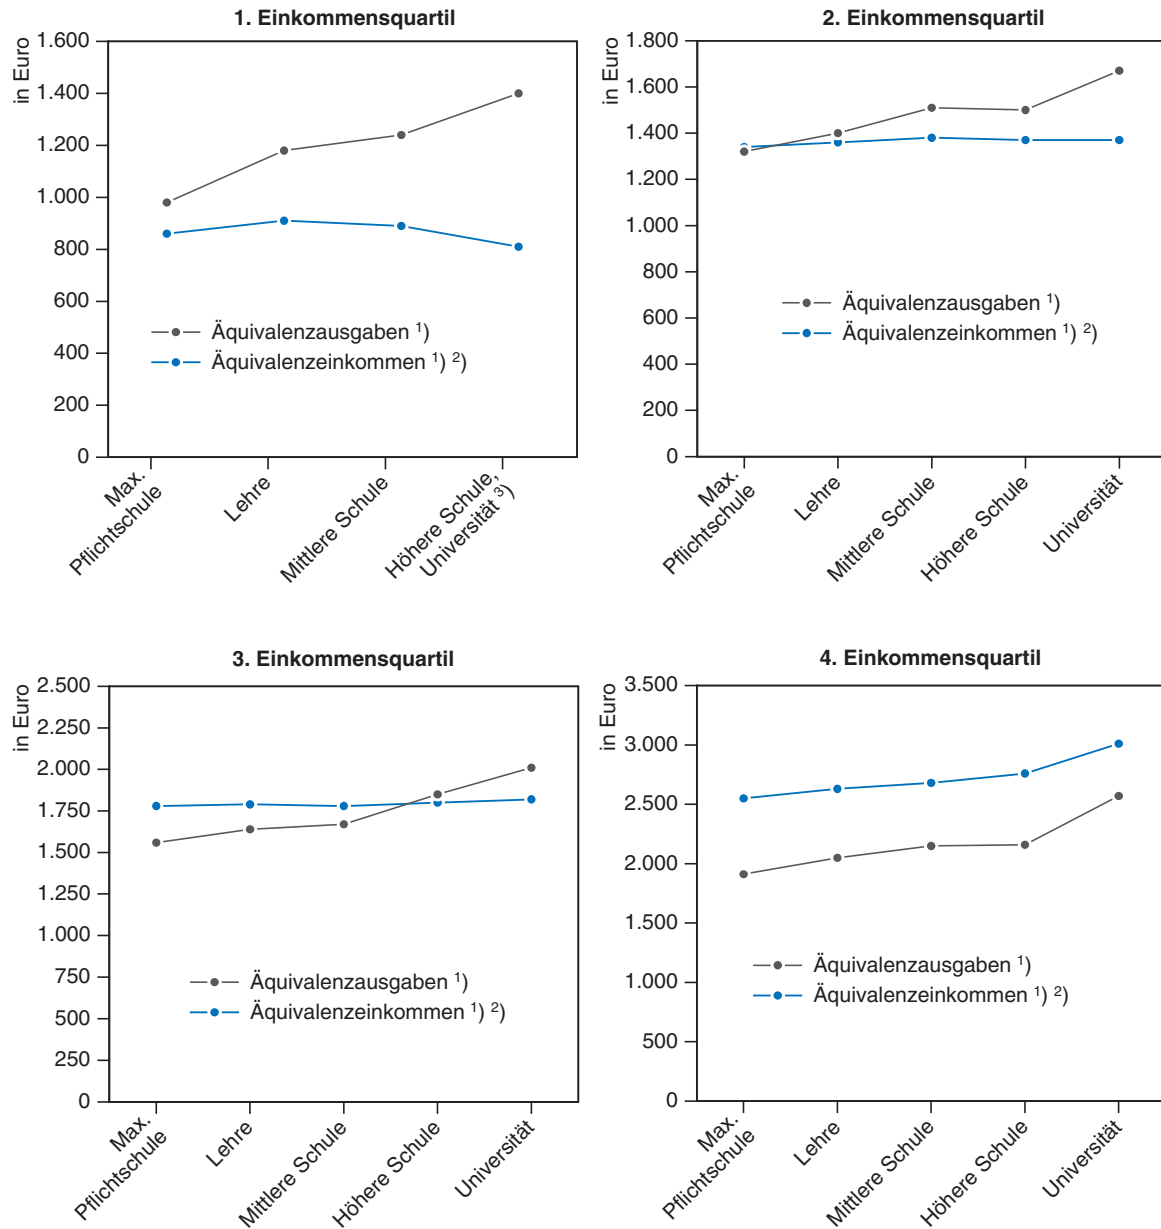 1. Einkommensquartil
in Euro
1.600
1.400
1.200
1.000
800
600
400
200
0
Äquivalenzausgaben ¹)
Äquivalenzeinkommen ¹) ²)
Max.
Pflichtschule
Lehre
Mittlere Schule
Höhere Schule,
Universität ³)
2. Einkommensquartil
in Euro
1.800
1.600
1.400
1.200
1.000
800
600
400
200
0
Äquivalenzausgaben ¹)
Äquivalenzeinkommen ¹) ²)
Max.
Pflichtschule
Lehre
Mittlere Schule
Höhere Schule
Universität
3. Einkommensquartil
in Euro
2.500
2.250
2.000
1.750
1.500
1.250
1.000
750
500
250
0
Äquivalenzausgaben ¹)
Äquivalenzeinkommen ¹) ²)
Max.
Pflichtschule
Lehre
Mittlere Schule
Höhere Schule
Universität
4. Einkommensquartil
in Euro
3.500
3.000
2.500
2.000
1.500
1.000
500
0
Äquivalenzausgaben ¹)
Äquivalenzeinkommen ¹) ²)
Max.
Pflichtschule
Lehre
Mittlere Schule
Höhere Schule
Universität